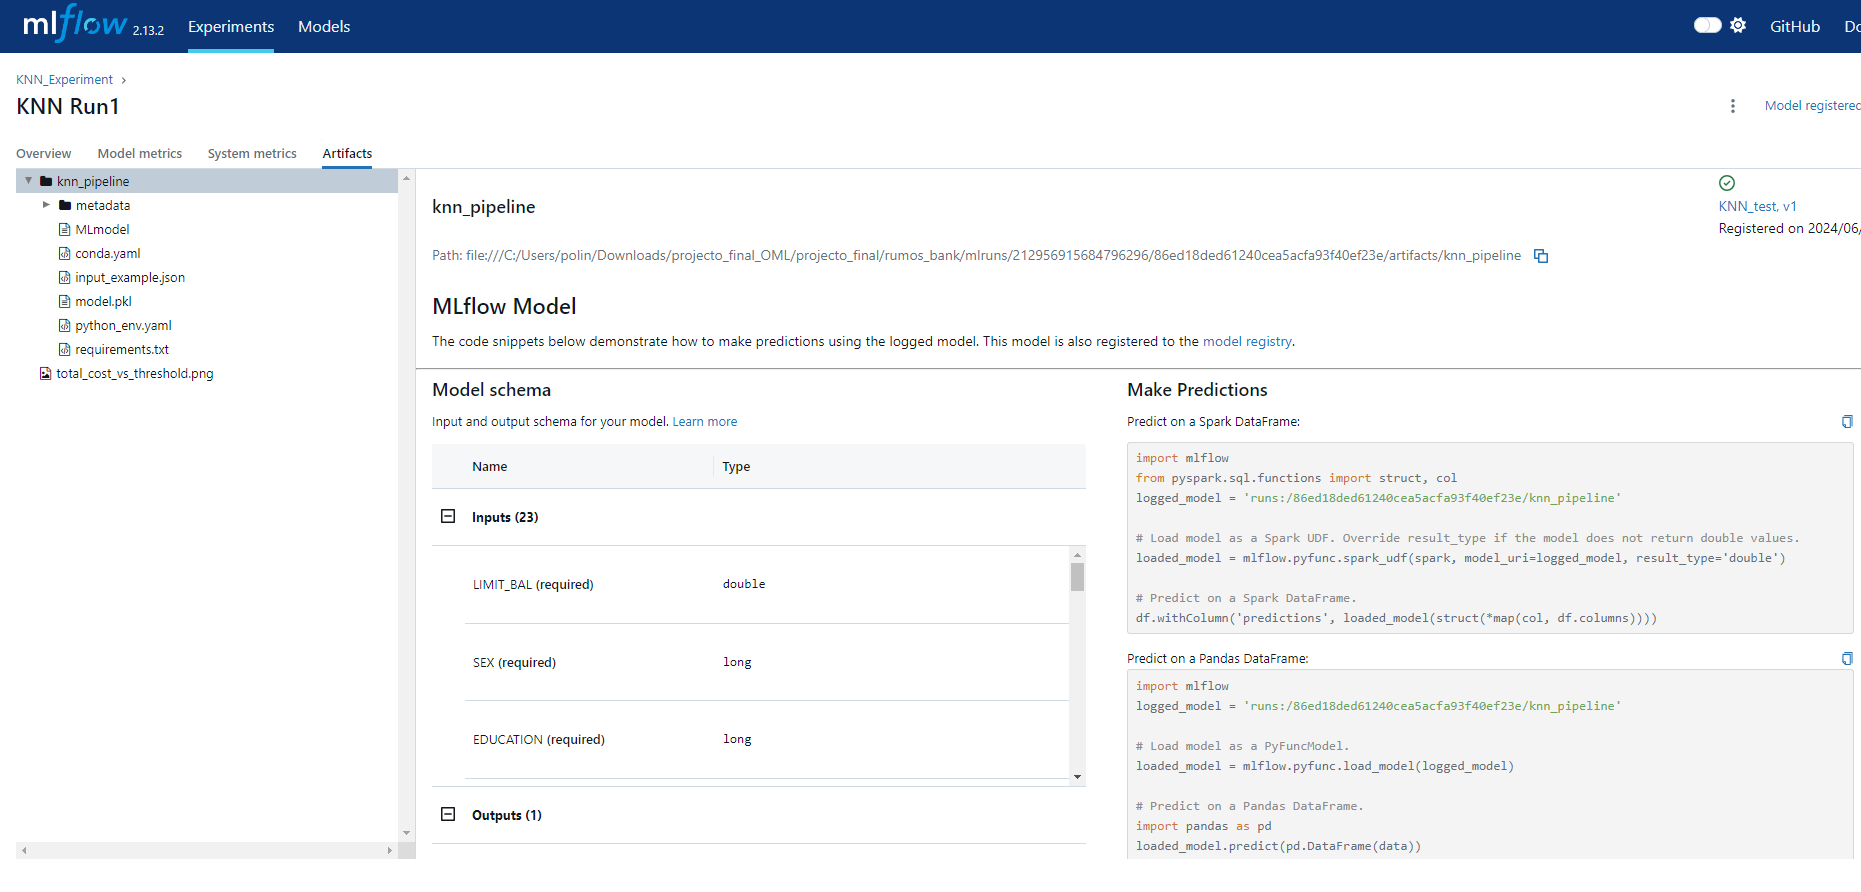 mlflow 2.13.2 Experiments Models GitHub Do
KNN_Experiment
KNN Run1
Model registered
Overview Model metrics System metrics Artifacts
knn_pipeline
metadata
MLmodel
conda.yaml
input_example.json
model.pkl
python_env.yaml
requirements.txt
total_cost_vs_threshold.png
knn_pipeline
KNN_test, v1
Registered on 2024/06/
Path: file:///C:/Users/polin/Downloads/projecto_final_OML/projecto_final/rumos_bank/mlruns/212956915684796296/86ed18ded61240cea5acfa93f40ef23e/artifacts/knn_pipeline
MLflow Model
The code snippets below demonstrate how to make predictions using the logged model. This model is also registered to the model registry.
Model schema
Input and output schema for your model. Learn more
Name Type
Inputs (23)
LIMIT_BAL (required) double
SEX (required) long
EDUCATION (required) long
Outputs (1)
Make Predictions
Predict on a Spark DataFrame:
import mlflow
from pyspark.sql.functions import struct, col
logged_model = 'runs:/86ed18ded61240cea5acfa93f40ef23e/knn_pipeline'
# Load model as a Spark UDF. Override result_type if the model does not return double values.
loaded_model = mlflow.pyfunc.spark_udf(spark, model_uri=logged_model, result_type='double')
# Predict on a Spark DataFrame.
df.withColumn('predictions', loaded_model(struct(*map(col, df.columns))))
Predict on a Pandas DataFrame:
import mlflow
logged_model = 'runs:/86ed18ded61240cea5acfa93f40ef23e/knn_pipeline'
# Load model as a PyFuncModel.
loaded_model = mlflow.pyfunc.load_model(logged_model)
# Predict on a Pandas DataFrame.
import pandas as pd
loaded_model.predict(pd.DataFrame(data))